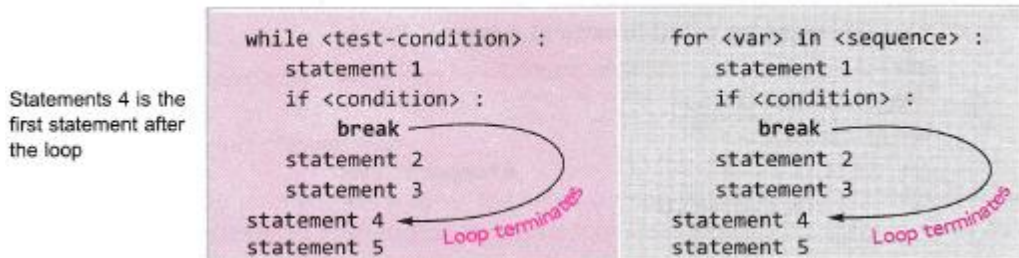 Statements 4 is the
first statement after
the loop
while <test-condition> :
statement 1
if <condition> :
break
statement 2
statement 3
statement 4
statement 5
Loop terminates
for <var> in <sequence> :
statement 1
if <condition> :
break
statement 2
statement 3
statement 4
statement 5
Loop terminates